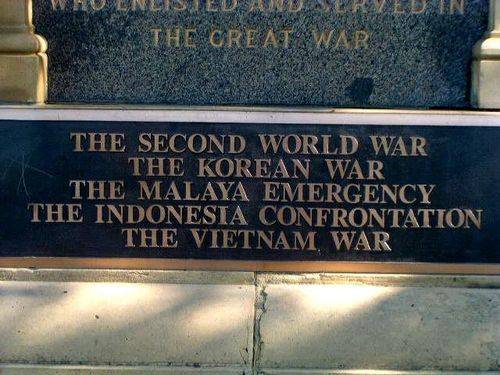 WHO ENLISTED AND SERVED IN
THE GREAT WAR
THE SECOND WORLD WAR
THE KOREAN WAR
THE MALAYA EMERGENCY
THE INDONESIA CONFRONTATION
THE VIETNAM WAR